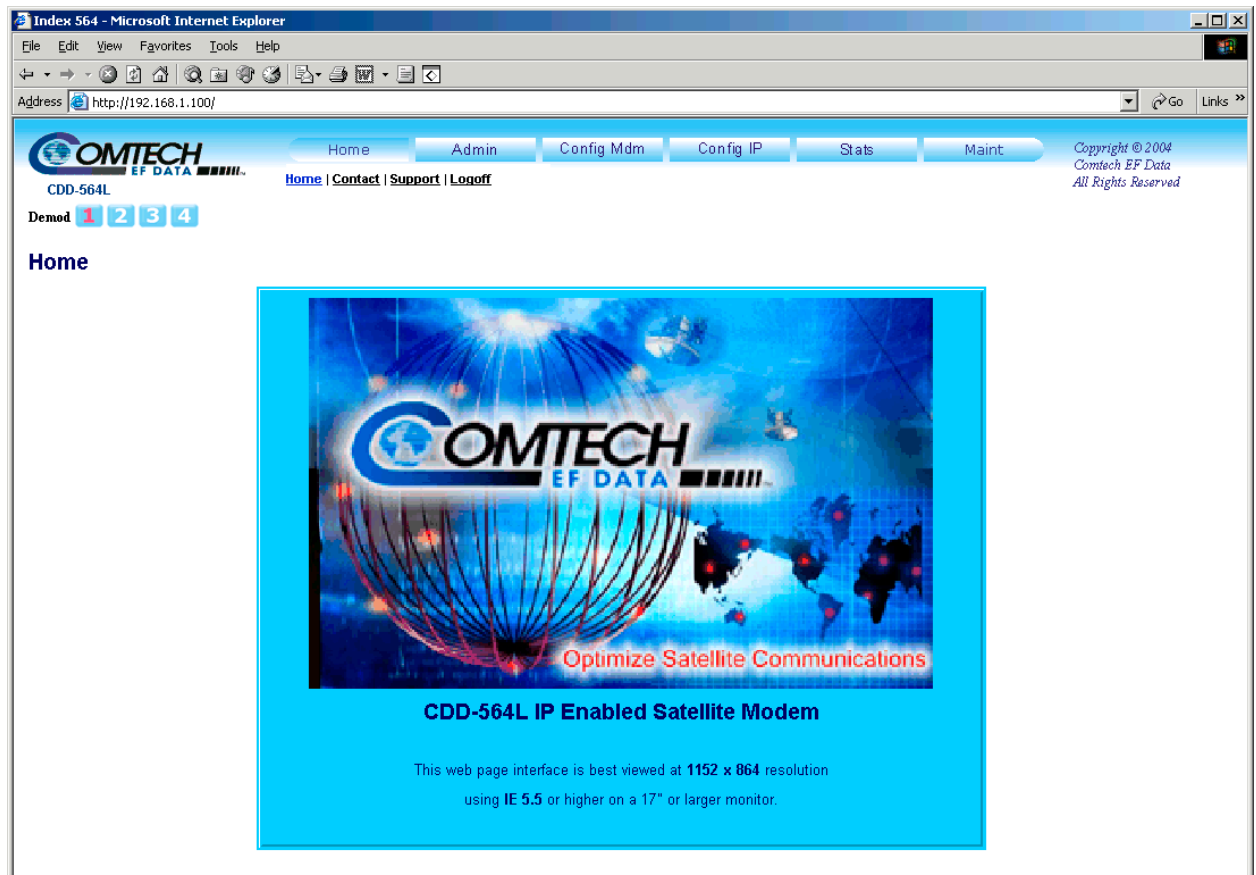 Index 564 - Microsoft Internet Explorer
File Edit View Favorites Tools Help
Address http://192.168.1.100/ Go Links »
COMTECH
EF DATA
CDD-564L
Home Admin Config Mdm Config IP Stats Maint
Home | Contact | Support | Logoff
Copyright © 2004
Comtech EF Data
All Rights Reserved
Demod 1 2 3 4
Home
COMTECH
EF DATA
Optimize Satellite Communications
CDD-564L IP Enabled Satellite Modem
This web page interface is best viewed at 1152 x 864 resolution
using IE 5.5 or higher on a 17" or larger monitor.